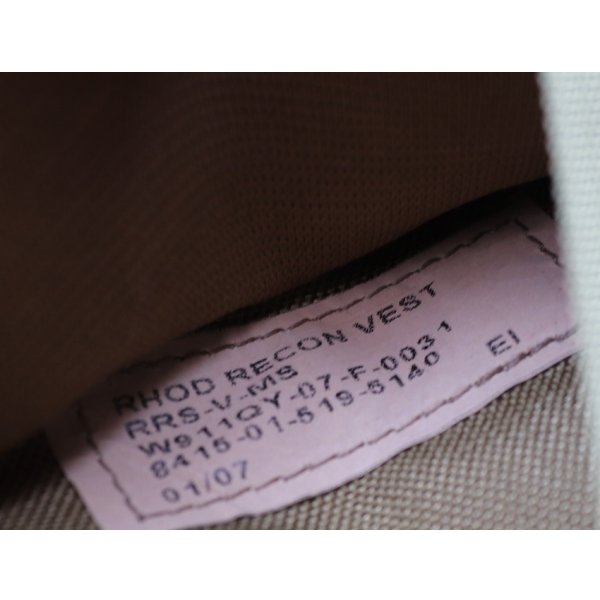 RHOD RECON VEST
RRS-V-MS
W911QY-07-F-0031
8415-01-519-5140 EI
01/07